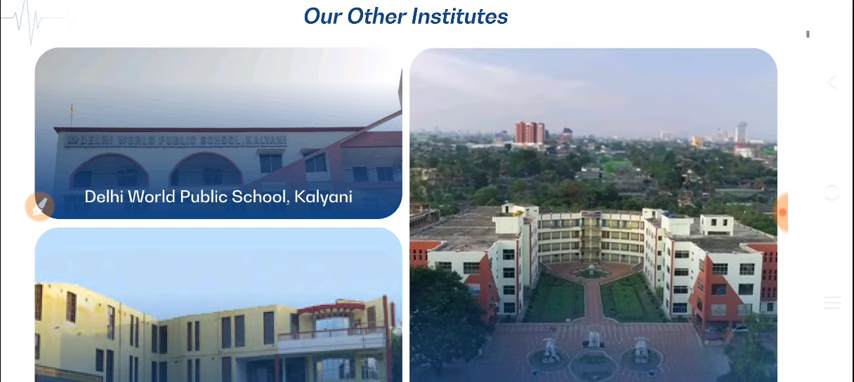 Our Other Institutes
DELHI WORLD PUBLIC SCHOOL, KALYANI
Delhi World Public School, Kalyani